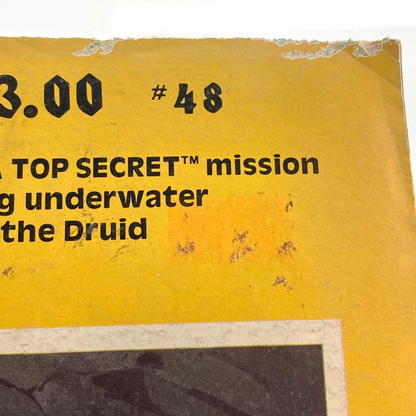 3.00 #48
TOP SECRET™ mission
g underwater
the Druid